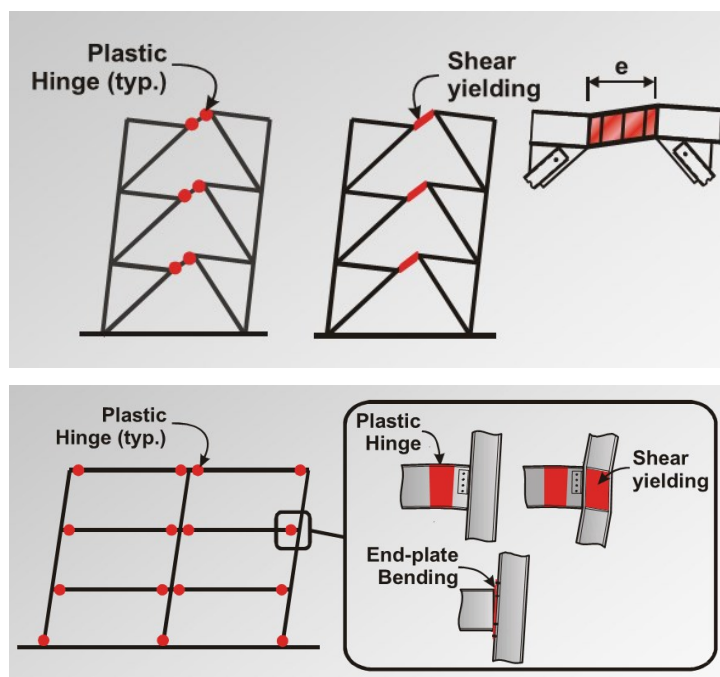 Plastic
Hinge (typ.)
Shear
yielding
e
Plastic
Hinge (typ.)
Plastic
Hinge
Shear
yielding
End-plate
Bending